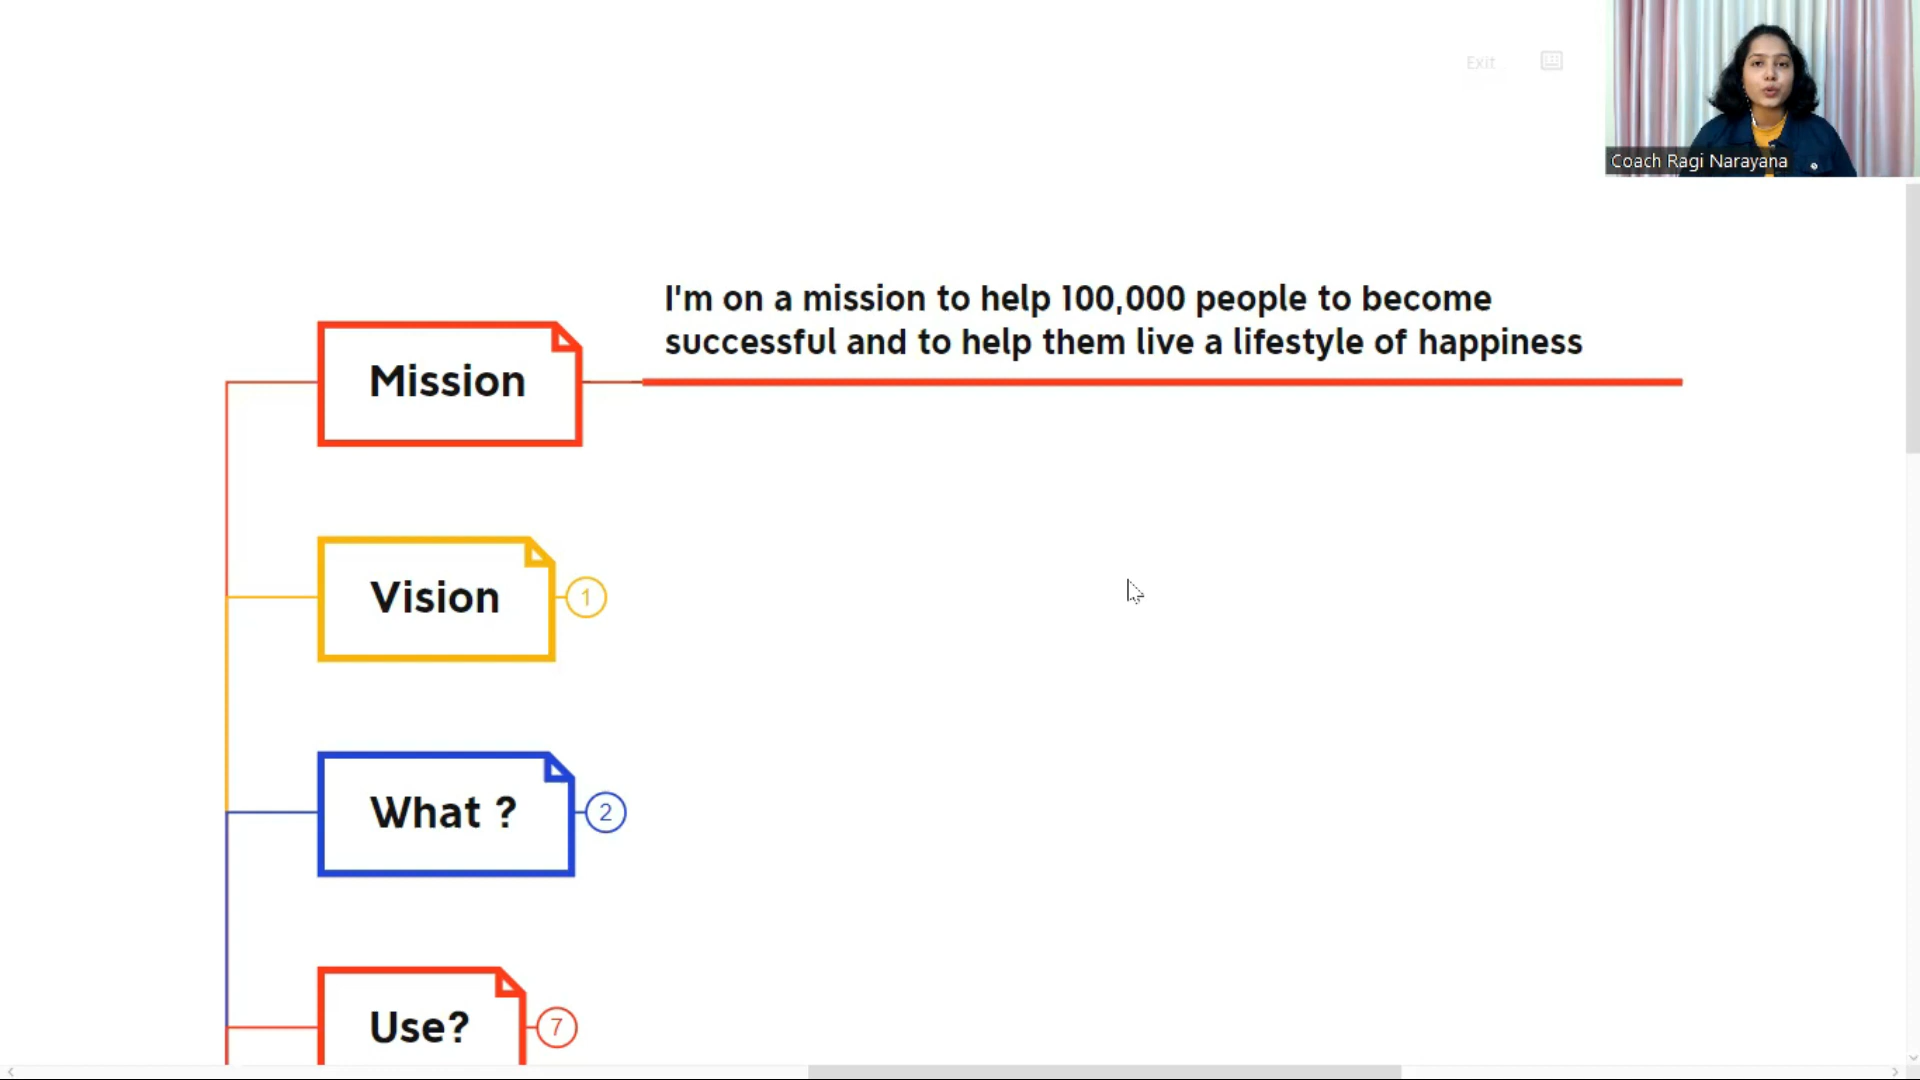 Exit
Coach Ragi Narayana
I'm on a mission to help 100,000 people to become
successful and to help them live a lifestyle of happiness
Mission
Vision
1
What ?
2
Use?
7